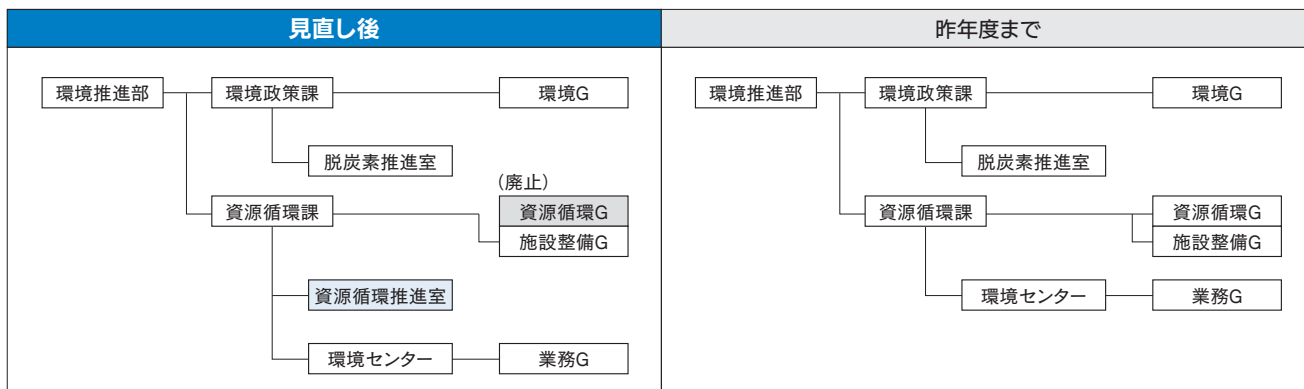 見直し後
環境推進部
環境政策課
環境G
脱炭素推進室
(廃止)
資源循環課
資源循環G
施設整備G
資源循環推進室
環境センター
業務G
昨年度まで
環境推進部
環境政策課
環境G
脱炭素推進室
資源循環課
資源循環G
施設整備G
環境センター
業務G